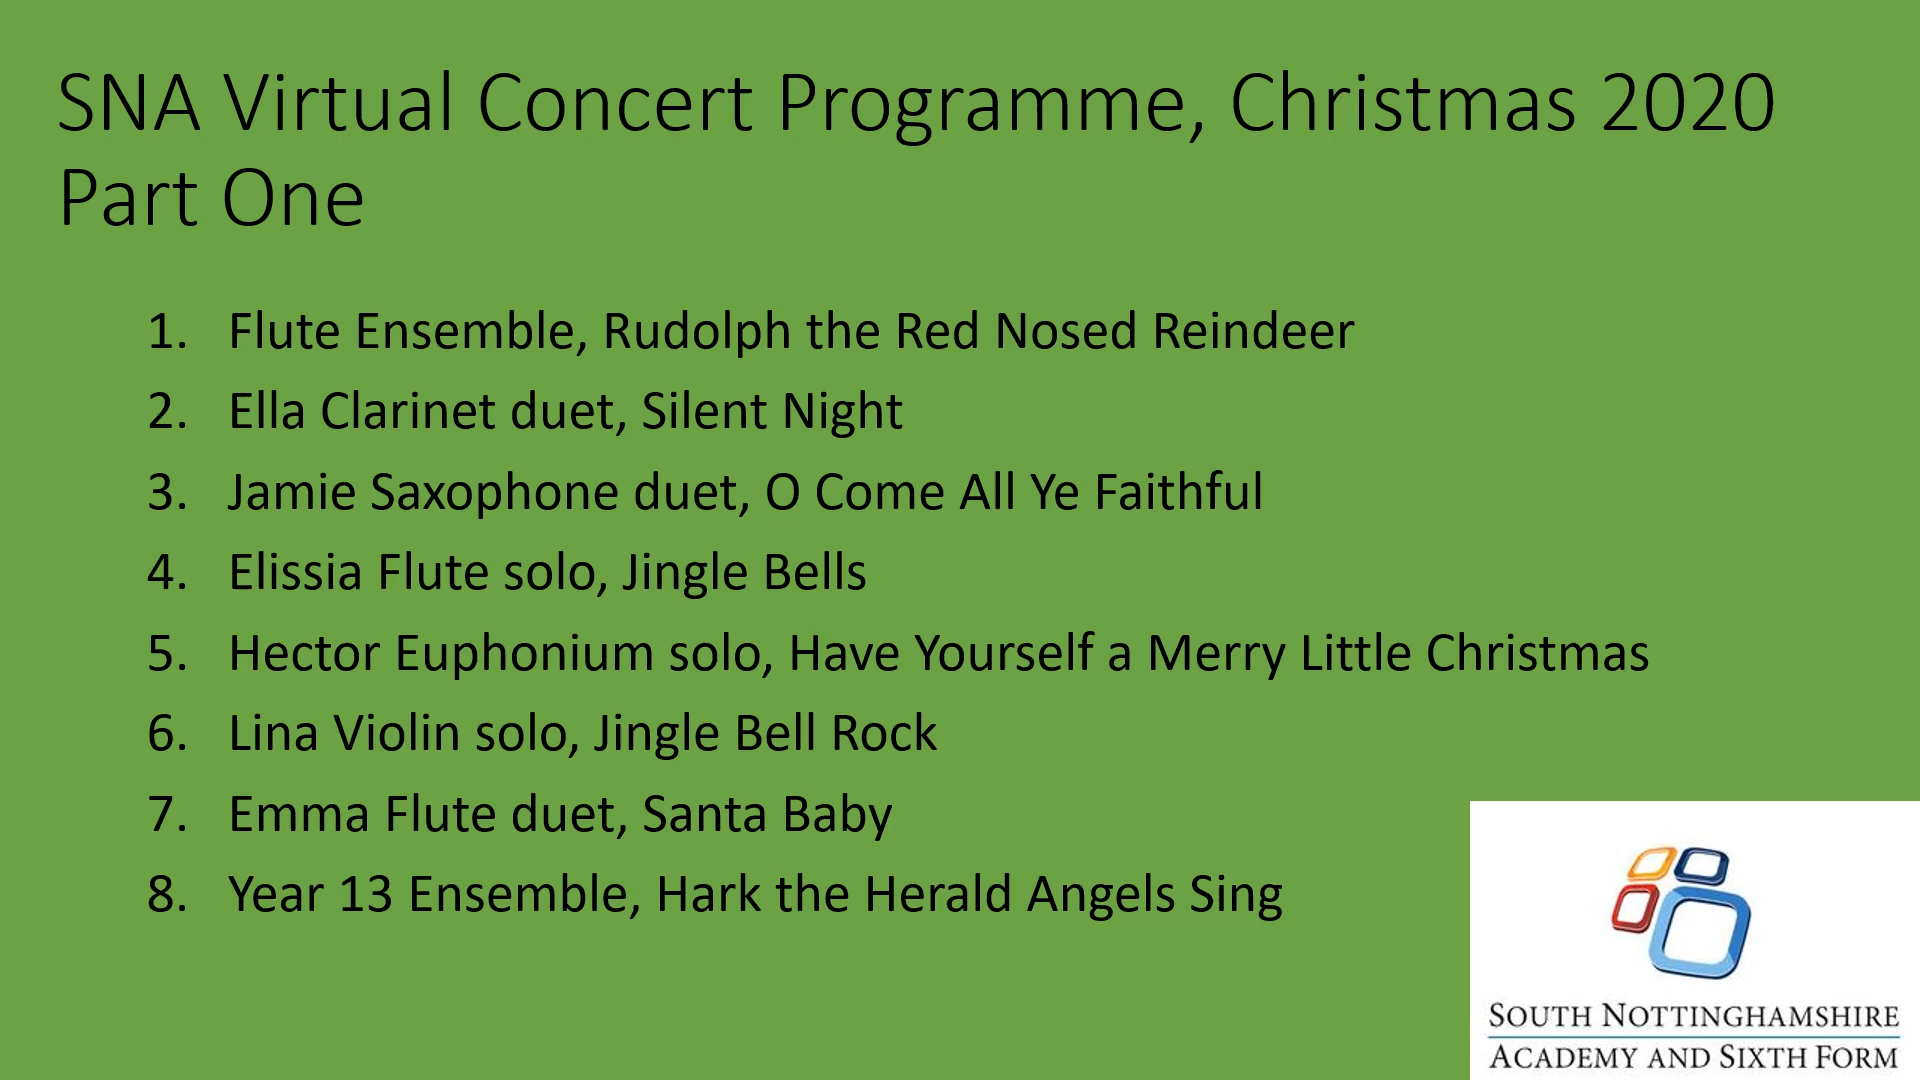 SNA Virtual Concert Programme, Christmas 2020
Part One
1. Flute Ensemble, Rudolph the Red Nosed Reindeer
2. Ella Clarinet duet, Silent Night
3. Jamie Saxophone duet, O Come All Ye Faithful
4. Elissia Flute solo, Jingle Bells
5. Hector Euphonium solo, Have Yourself a Merry Little Christmas
6. Lina Violin solo, Jingle Bell Rock
7. Emma Flute duet, Santa Baby
8. Year 13 Ensemble, Hark the Herald Angels Sing
SOUTH NOTTINGHAMSHIRE
ACADEMY AND SIXTH FORM